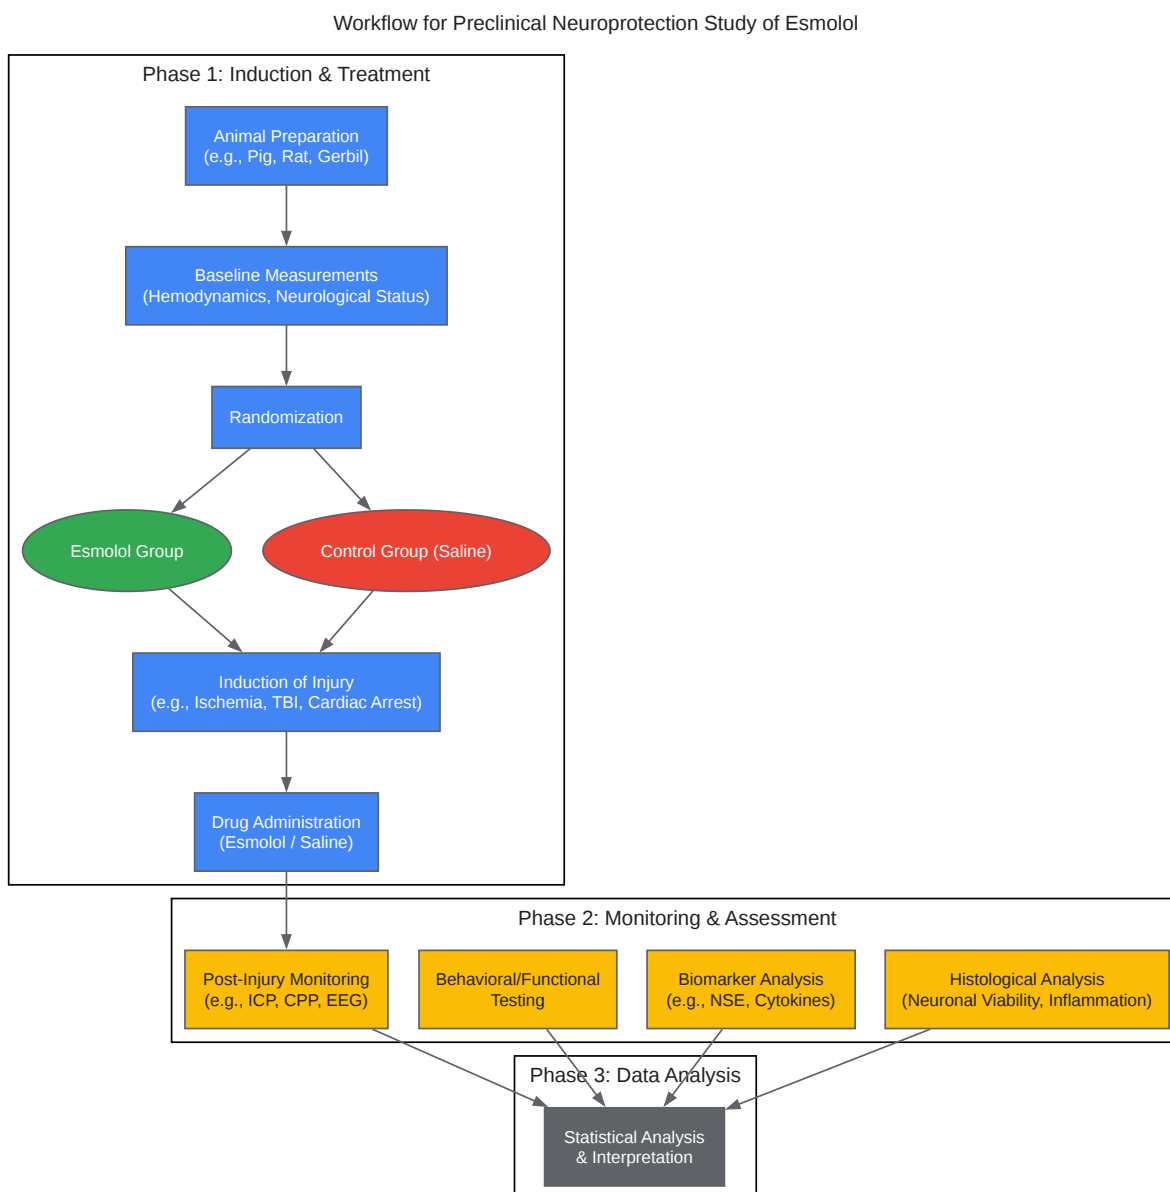 Workflow for Preclinical Neuroprotection Study of Esmolol
Phase 1: Induction & Treatment
Animal Preparation
(e.g., Pig, Rat, Gerbil)
Baseline Measurements
(Hemodynamics, Neurological Status)
Randomization
Esmolol Group
Control Group (Saline)
Induction of Injury
(e.g., Ischemia, TBI, Cardiac Arrest)
Drug Administration
(Esmolol / Saline)
Phase 2: Monitoring & Assessment
Post-Injury Monitoring
(e.g., ICP, CPP, EEG)
Behavioral/Functional
Testing
Biomarker Analysis
(e.g., NSE, Cytokines)
Histological Analysis
(Neuronal Viability, Inflammation)
Phase 3: Data Analysis
Statistical Analysis
& Interpretation